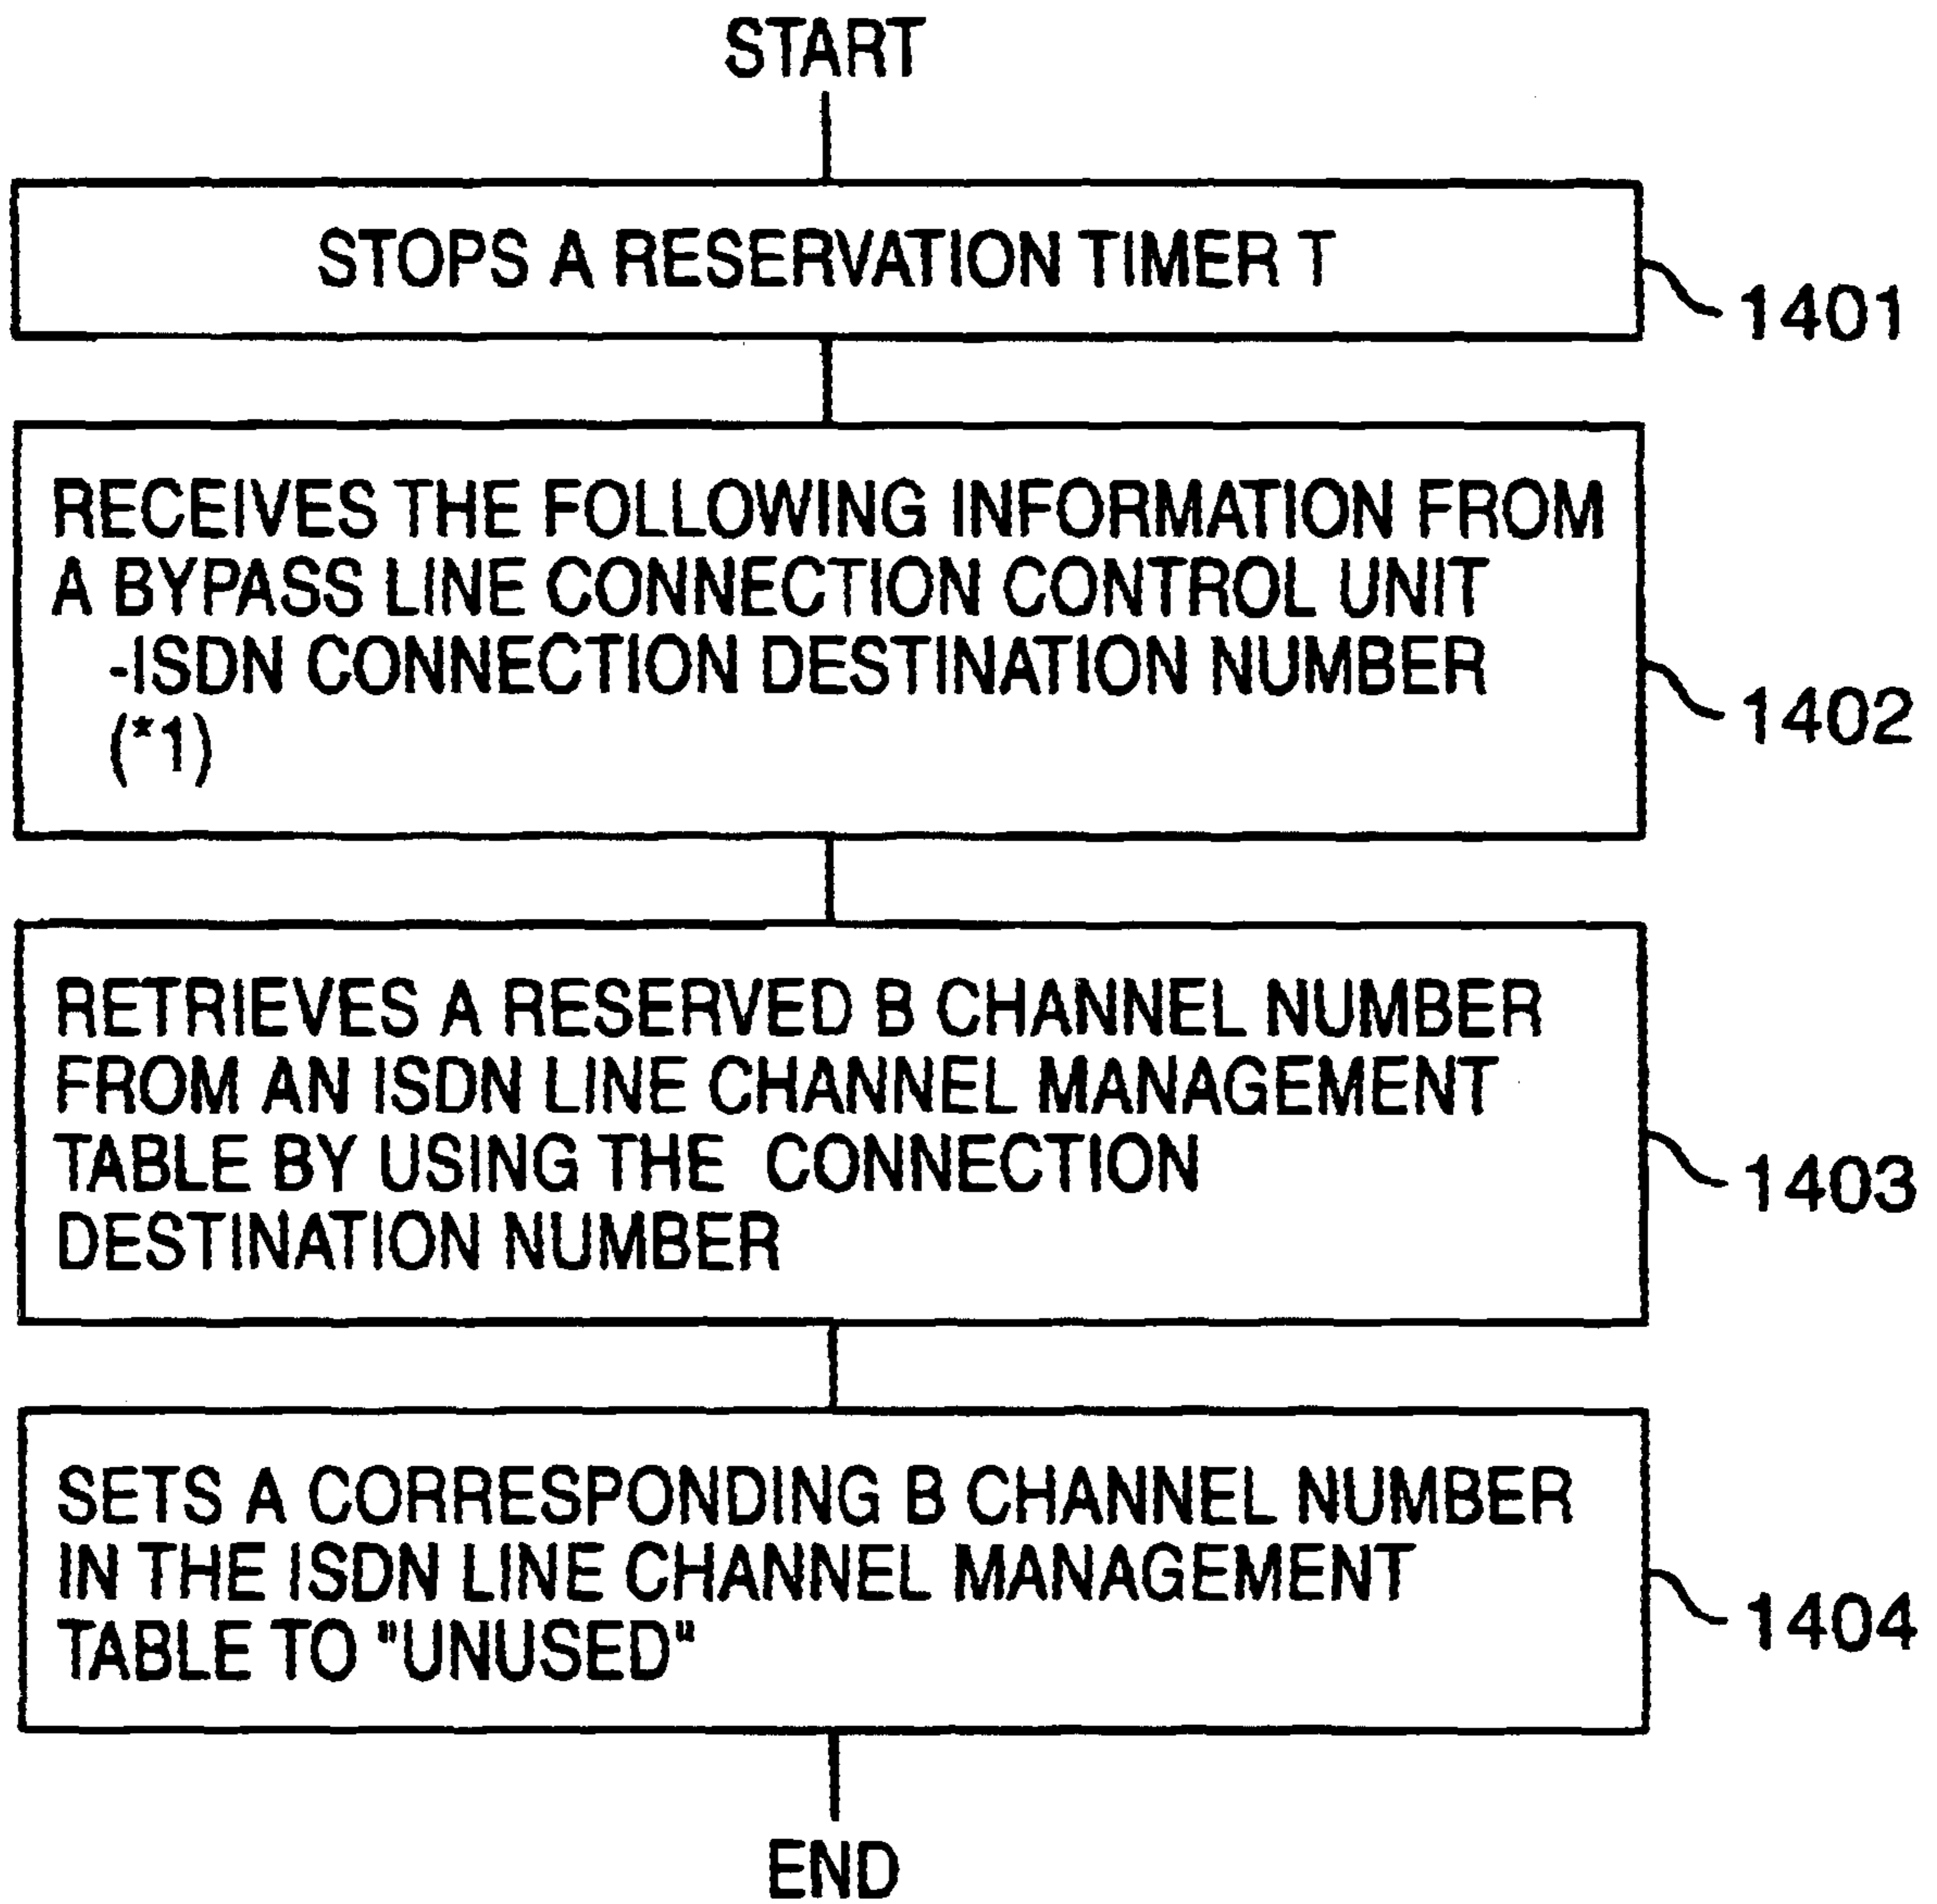 START
STOPS A RESERVATION TIMER T
1401
RECEIVES THE FOLLOWING INFORMATION FROM
A BYPASS LINE CONNECTION CONTROL UNIT
-ISDN CONNECTION DESTINATION NUMBER
(*1)
1402
RETRIEVES A RESERVED B CHANNEL NUMBER
FROM AN ISDN LINE CHANNEL MANAGEMENT
TABLE BY USING THE CONNECTION
DESTINATION NUMBER
1403
SETS A CORRESPONDING B CHANNEL NUMBER
IN THE ISDN LINE CHANNEL MANAGEMENT
TABLE TO "UNUSED"
1404
END